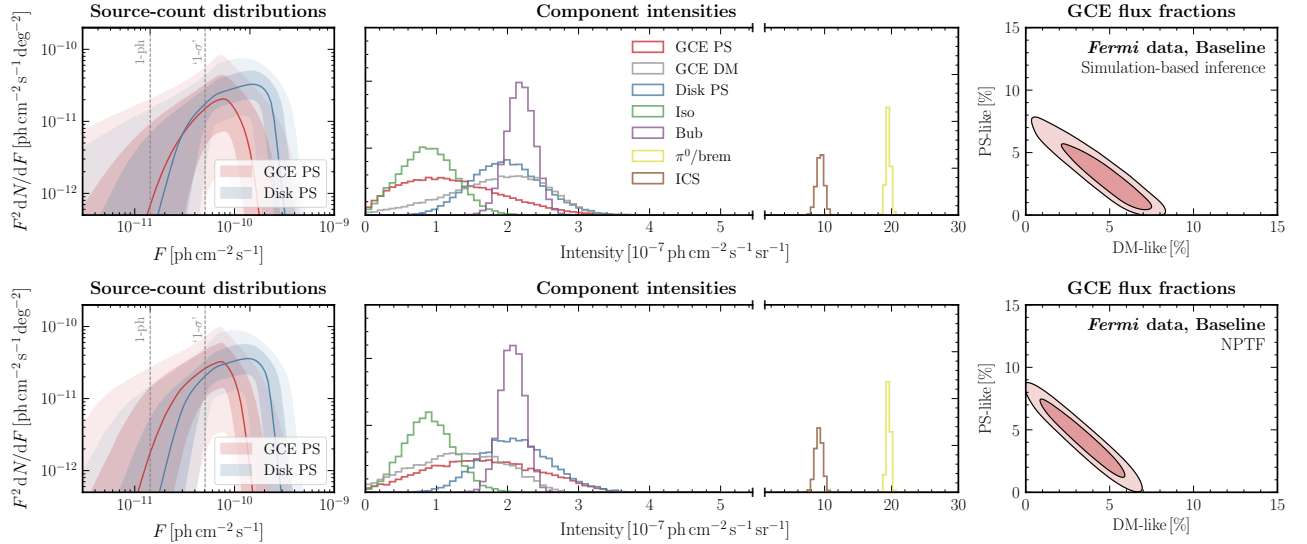 Source-count distributions
Component intensities
GCE flux fractions
F² dN/dF [ph cm⁻² s⁻¹ deg⁻²]
10⁻¹⁰
10⁻¹¹
10⁻¹²
1-ph
'1-σ'
GCE PS
Disk PS
10⁻¹¹
10⁻¹⁰
10⁻⁹
F [ph cm⁻² s⁻¹]
GCE PS
GCE DM
Disk PS
Iso
Bub
π⁰/brem
ICS
0 1 2 3 4 5
10 20 30
Intensity [10⁻⁷ ph cm⁻² s⁻¹ sr⁻¹]
Fermi data, Baseline
Simulation-based inference
PS-like [%]
15
10
5
0
0 5 10 15
DM-like [%]
Source-count distributions
Component intensities
GCE flux fractions
F² dN/dF [ph cm⁻² s⁻¹ deg⁻²]
10⁻¹⁰
10⁻¹¹
10⁻¹²
1-ph
'1-σ'
GCE PS
Disk PS
10⁻¹¹
10⁻¹⁰
10⁻⁹
F [ph cm⁻² s⁻¹]
0 1 2 3 4 5
10 20 30
Intensity [10⁻⁷ ph cm⁻² s⁻¹ sr⁻¹]
Fermi data, Baseline
NPTF
PS-like [%]
15
10
5
0
0 5 10 15
DM-like [%]